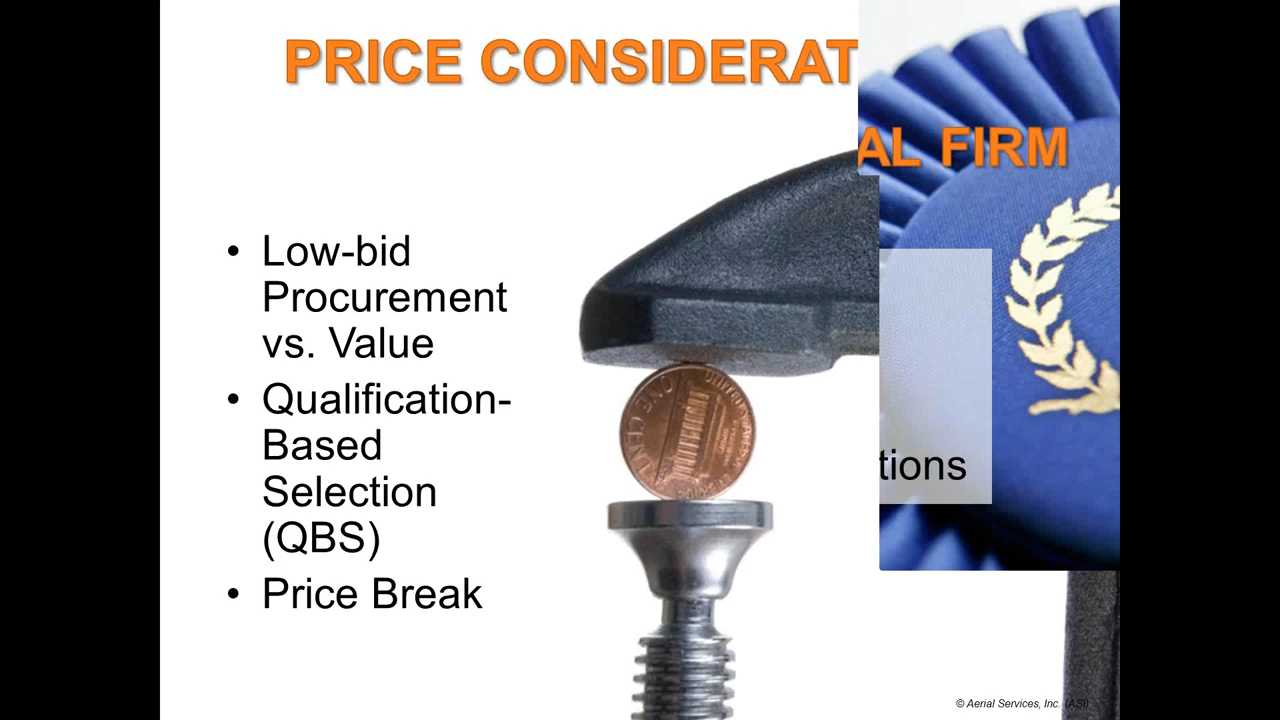 PRICE CONSIDERAT
AL FIRM
• Low-bid
Procurement
vs. Value
• Qualification-
Based
Selection
(QBS)
• Price Break
tions
ONE CENT
© Aerial Services, Inc. (ASI)